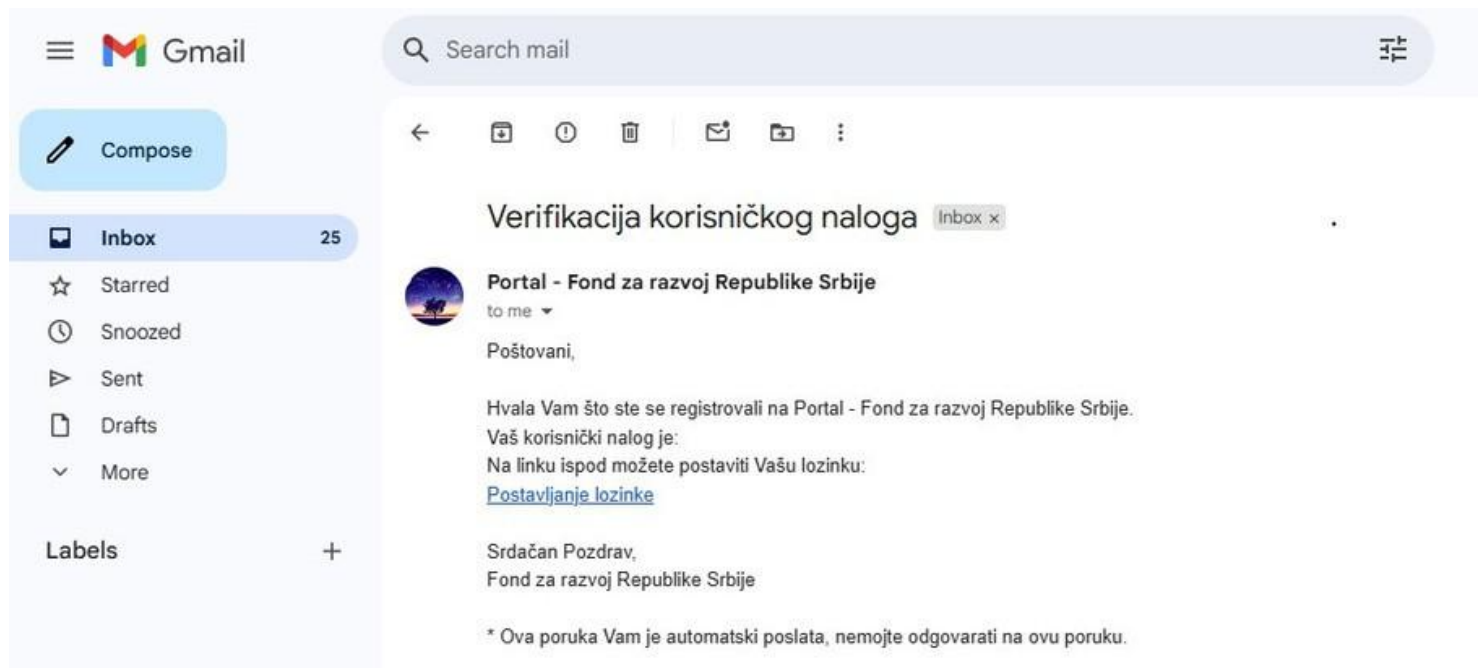 Gmail
Search mail
Compose
Inbox 25
Starred
Snoozed
Sent
Drafts
More
Labels
Verifikacija korisničkog naloga Inbox x
Portal - Fond za razvoj Republike Srbije
to me
Poštovani,
Hvala Vam što ste se registrovali na Portal - Fond za razvoj Republike Srbije.
Vaš korisnički nalog je:
Na linku ispod možete postaviti Vašu lozinku:
Postavljanje lozinke
Srdačan Pozdrav,
Fond za razvoj Republike Srbije
* Ova poruka Vam je automatski poslata, nemojte odgovarati na ovu poruku.